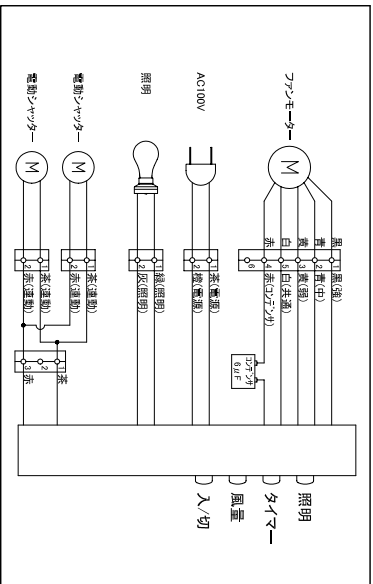 ファンモーター
黒
青
黄
白
赤
1 黒(強)
2 青(中)
3 黄(弱)
5 白(共通)
4 赤(コンデンサ)
6
コンデンサ
6μF
AC100V
1 茶(電源)
2 橙(電源)
照明
1 緑(照明)
2 灰(照明)
電動シャッター
1 茶(連動)
2 赤(連動)
電動シャッター
1 茶(連動)
2 赤(連動)
1 茶
2
3 赤
照明
タイマー
風量
入/切
M
M
M